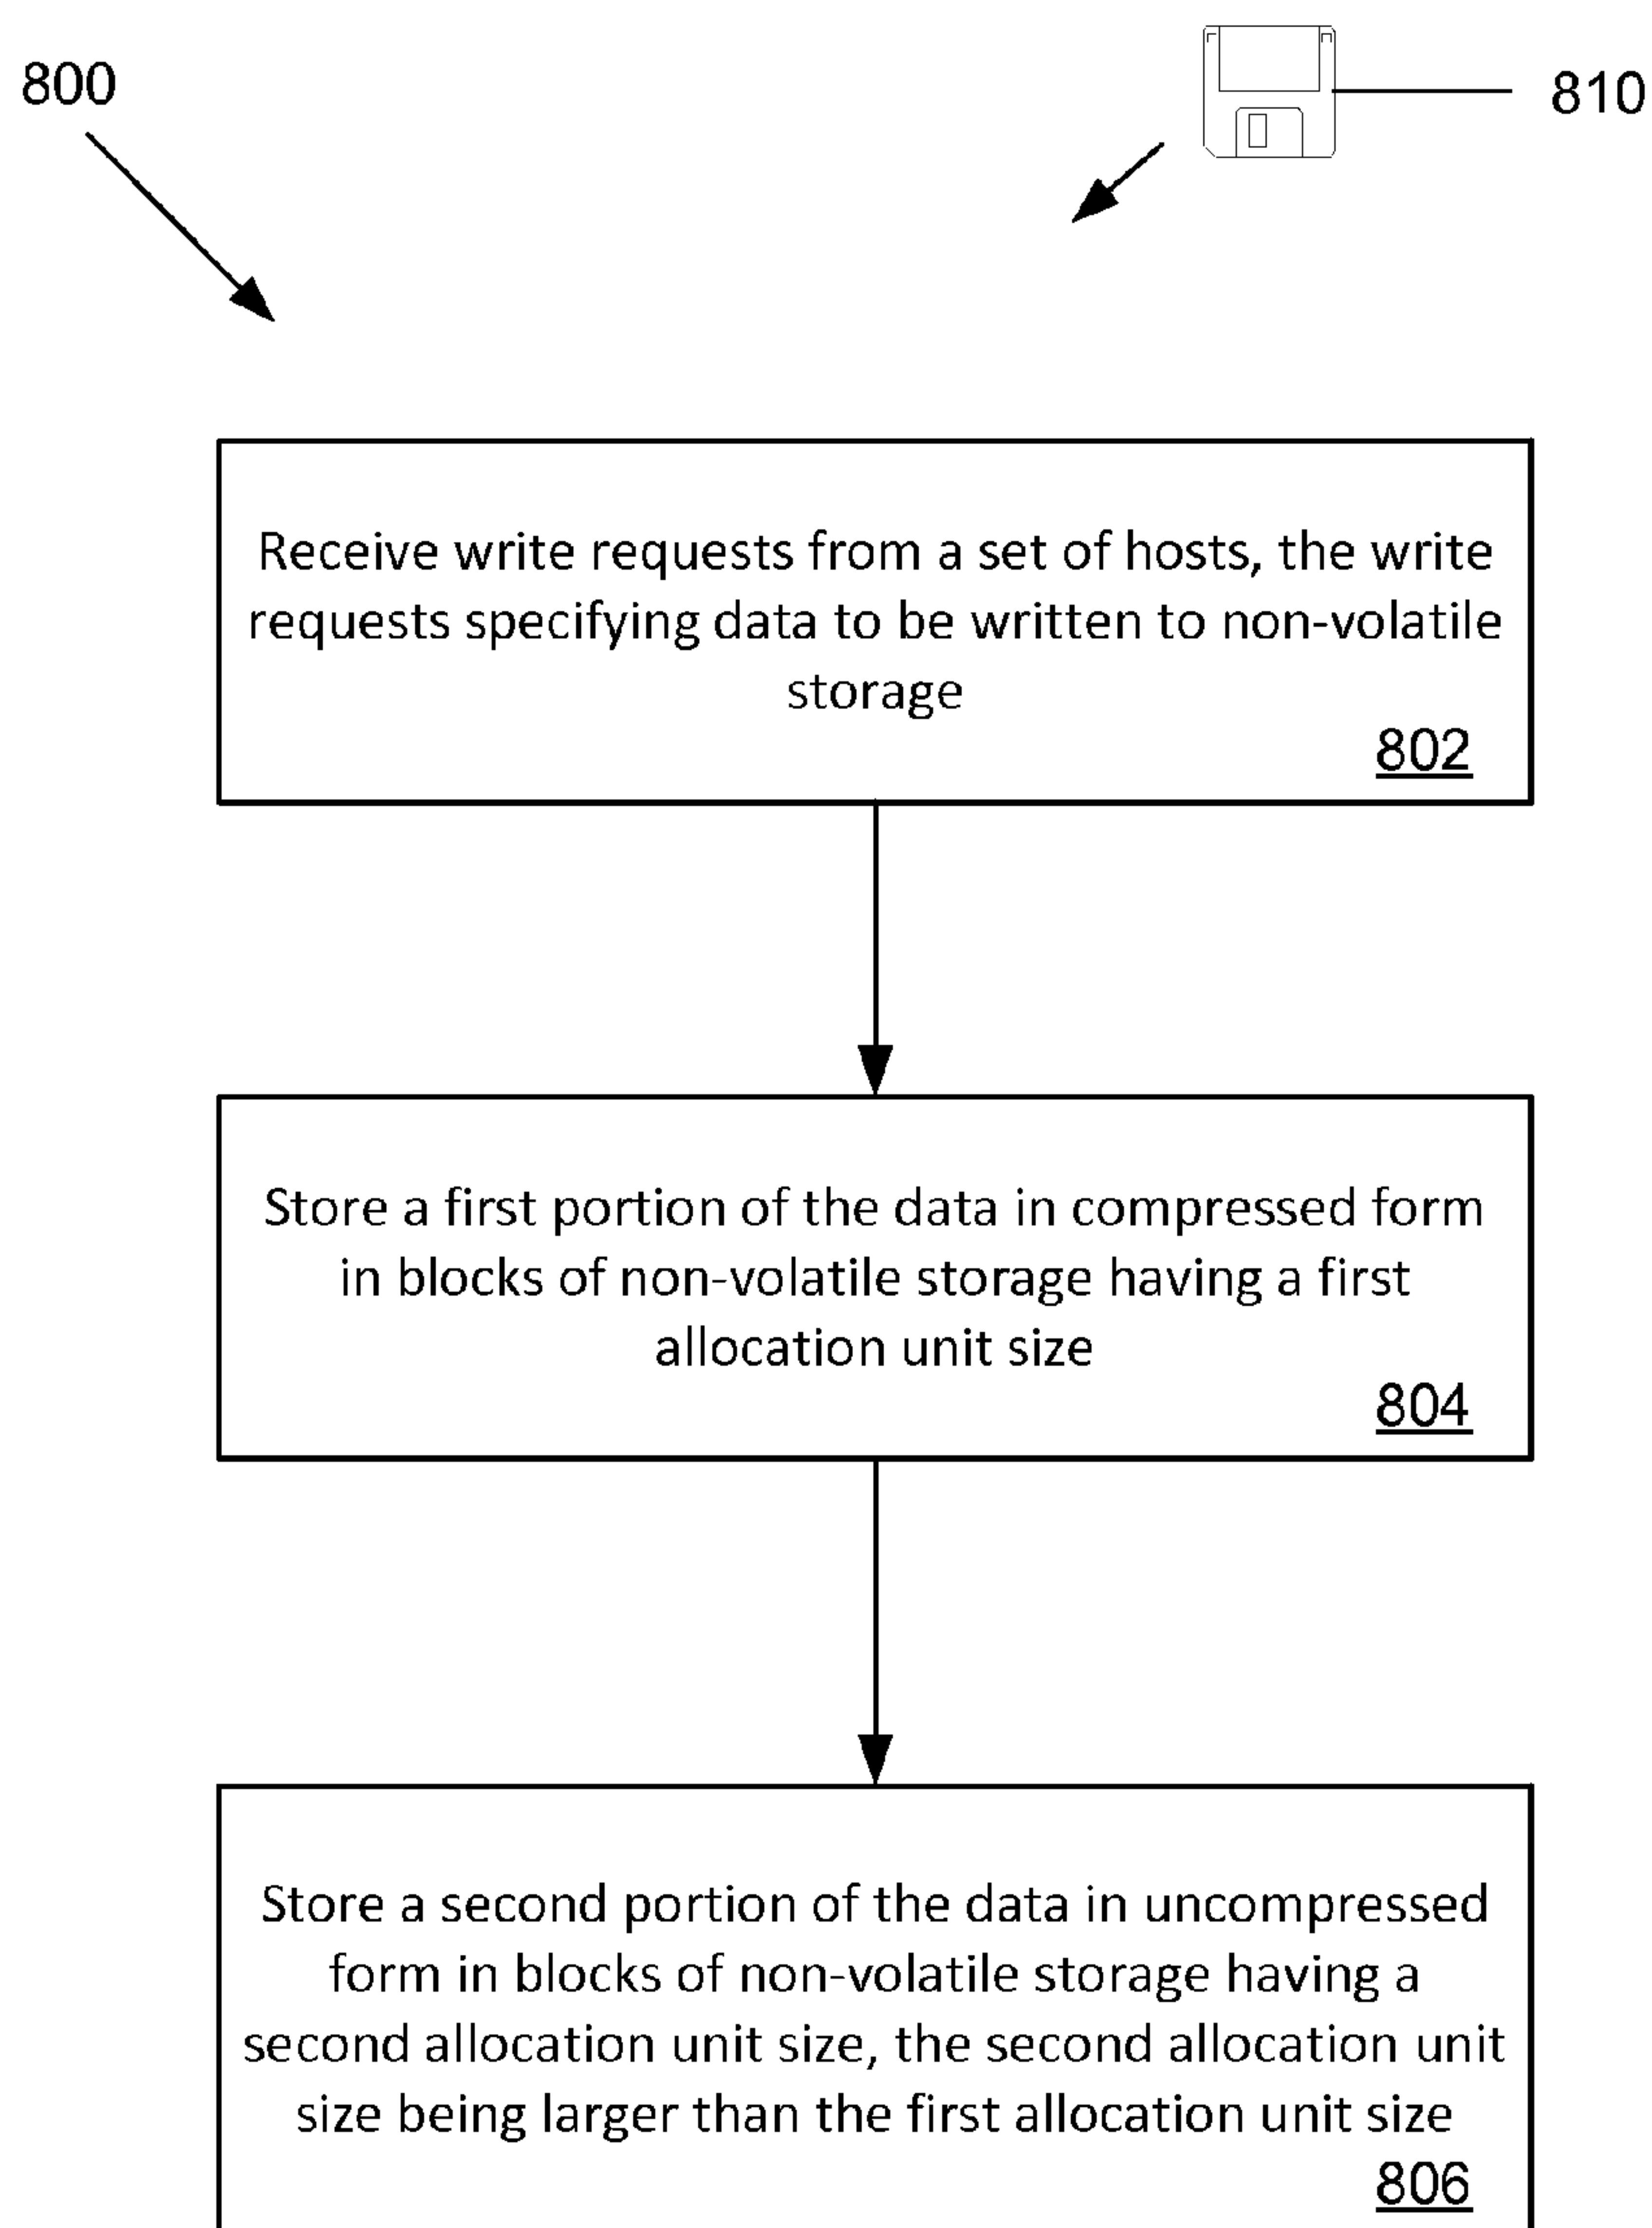 800
810
Receive write requests from a set of hosts, the write
requests specifying data to be written to non-volatile
storage
802
Store a first portion of the data in compressed form
in blocks of non-volatile storage having a first
allocation unit size
804
Store a second portion of the data in uncompressed
form in blocks of non-volatile storage having a
second allocation unit size, the second allocation unit
size being larger than the first allocation unit size
806